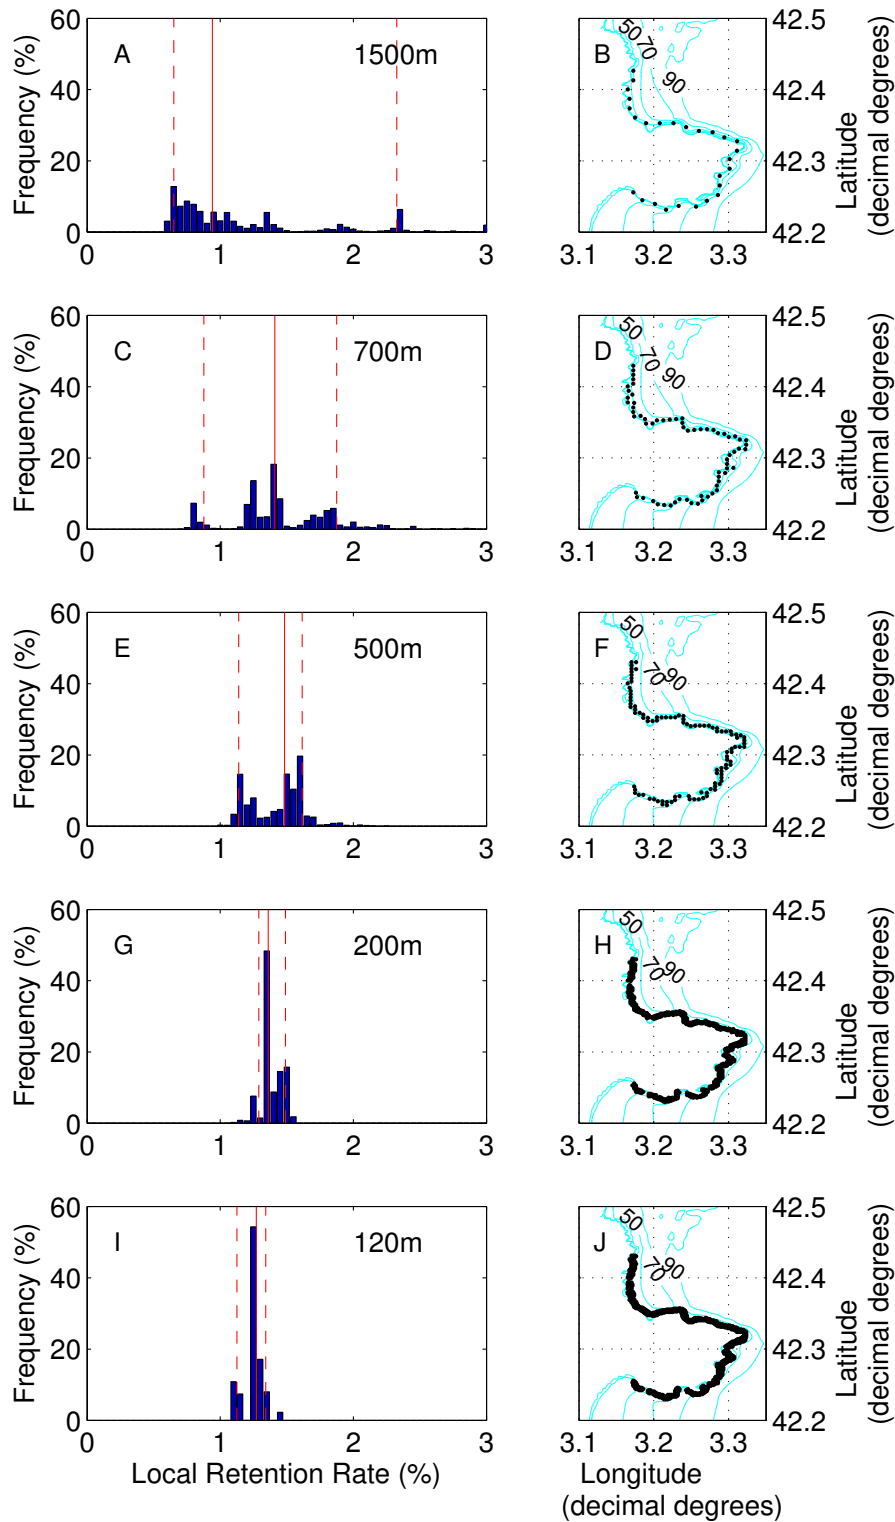 60
40
20
0
Frequency (%)
A
1500m
0
1
2
3
B
50
70
90
42.5
42.4
42.3
42.2
3.1
3.2
3.3
Latitude
(decimal degrees)
60
40
20
0
Frequency (%)
C
700m
0
1
2
3
D
50
70
90
42.5
42.4
42.3
42.2
3.1
3.2
3.3
Latitude
(decimal degrees)
60
40
20
0
Frequency (%)
E
500m
0
1
2
3
F
50
70
90
42.5
42.4
42.3
42.2
3.1
3.2
3.3
Latitude
(decimal degrees)
60
40
20
0
Frequency (%)
G
200m
0
1
2
3
H
50
70
90
42.5
42.4
42.3
42.2
3.1
3.2
3.3
Latitude
(decimal degrees)
60
40
20
0
Frequency (%)
I
120m
0
1
2
3
Local Retention Rate (%)
J
50
70
90
42.5
42.4
42.3
42.2
3.1
3.2
3.3
Latitude
(decimal degrees)
Longitude
(decimal degrees)